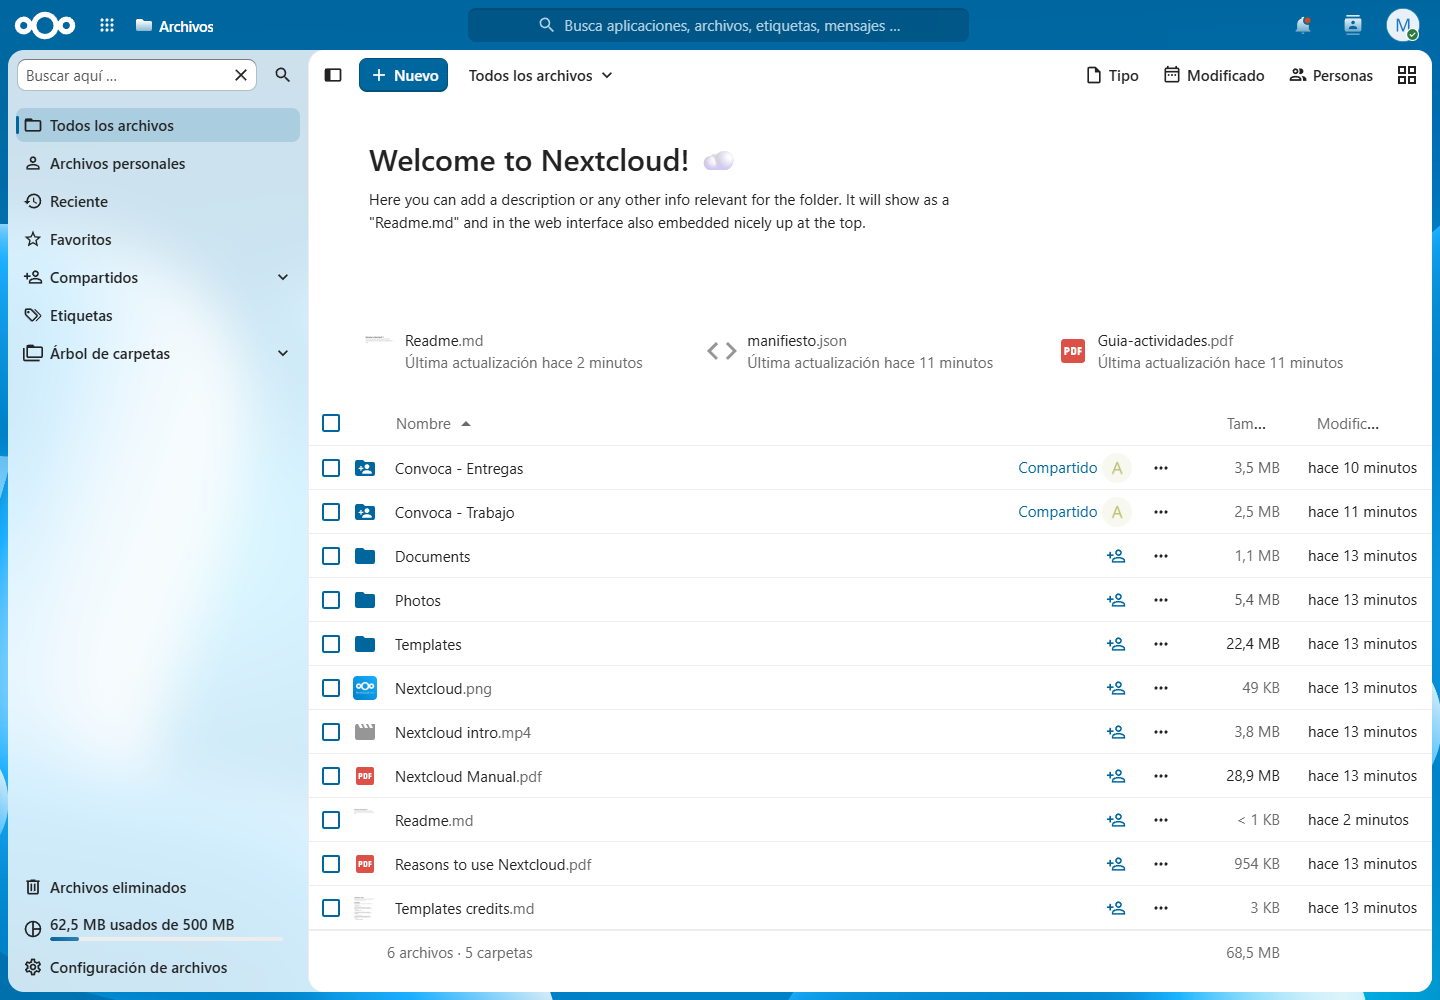 Archivos
Busca aplicaciones, archivos, etiquetas, mensajes ...
M
Buscar aquí ...
Nuevo
Todos los archivos
Tipo
Modificado
Personas
Todos los archivos
Archivos personales
Reciente
Favoritos
Compartidos
Etiquetas
Árbol de carpetas
Archivos eliminados
62,5 MB usados de 500 MB
Configuración de archivos
Welcome to Nextcloud!
Here you can add a description or any other info relevant for the folder. It will show as a
"Readme.md" and in the web interface also embedded nicely up at the top.
Readme.md
Última actualización hace 2 minutos
manifiesto.json
Última actualización hace 11 minutos
PDF
Guia-actividades.pdf
Última actualización hace 11 minutos
Nombre Tam... Modific...
Convoca - Entregas Compartido A 3,5 MB hace 10 minutos
Convoca - Trabajo Compartido A 2,5 MB hace 11 minutos
Documents 1,1 MB hace 13 minutos
Photos 5,4 MB hace 13 minutos
Templates 22,4 MB hace 13 minutos
Nextcloud.png 49 KB hace 13 minutos
Nextcloud intro.mp4 3,8 MB hace 13 minutos
PDF Nextcloud Manual.pdf 28,9 MB hace 13 minutos
Readme.md < 1 KB hace 2 minutos
PDF Reasons to use Nextcloud.pdf 954 KB hace 13 minutos
Templates credits.md 3 KB hace 13 minutos
6 archivos · 5 carpetas 68,5 MB